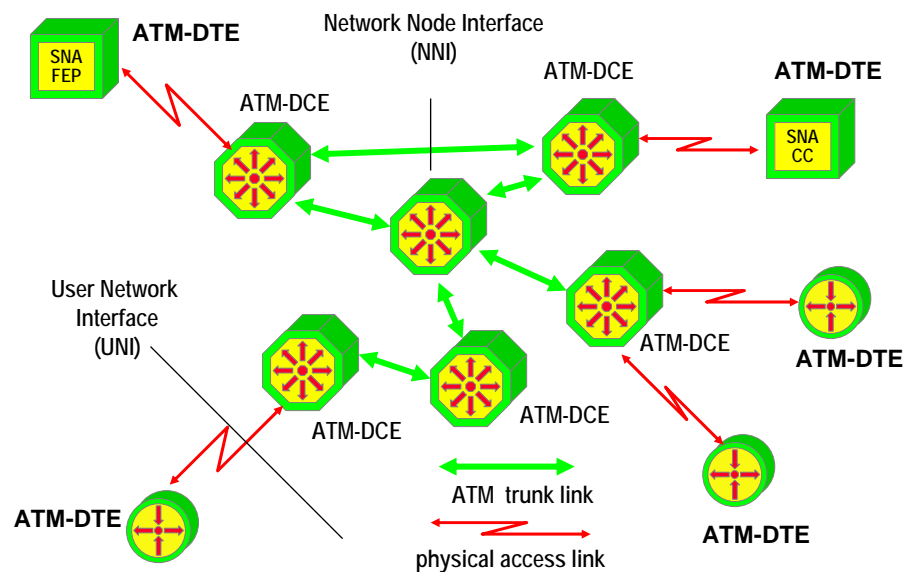 ATM-DTE
Network Node Interface
(NNI)
SNA
FEP
ATM-DCE
ATM-DCE
ATM-DTE
SNA
CC
User Network
Interface
(UNI)
ATM-DCE
ATM-DTE
ATM-DCE
ATM-DCE
ATM trunk link
ATM-DTE
ATM-DTE
physical access link